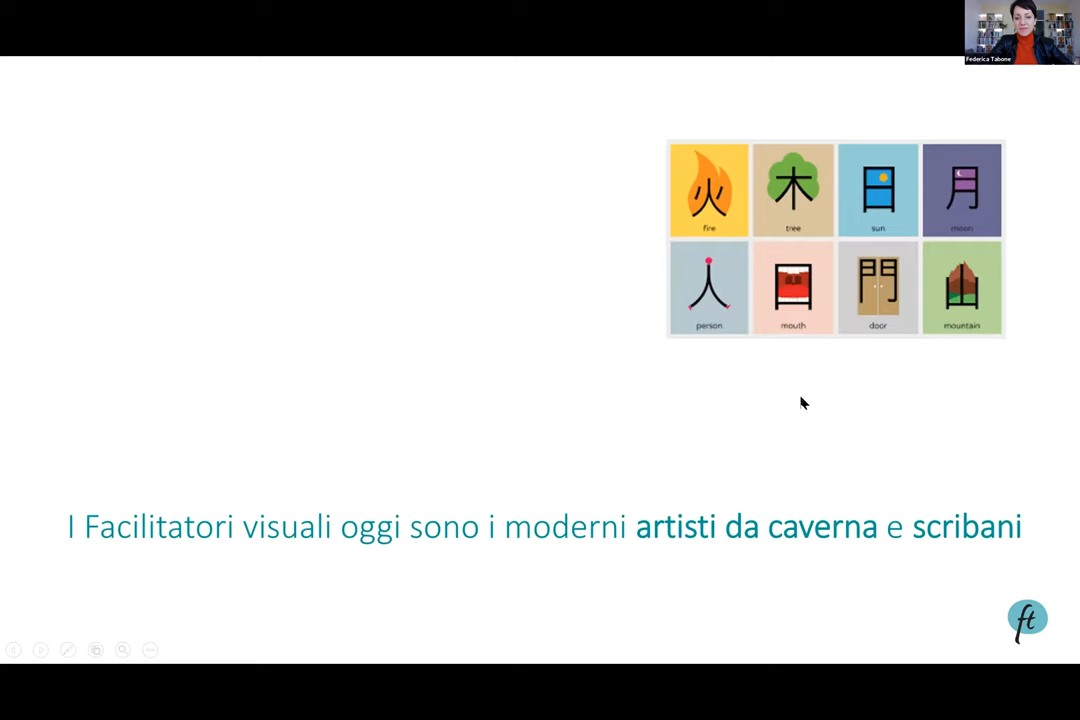 Federica Tabone
火 木 日 月
fire tree sun moon
人 口 門 山
person mouth door mountain
I Facilitatori visuali oggi sono i moderni artisti da caverna e scribani
ft